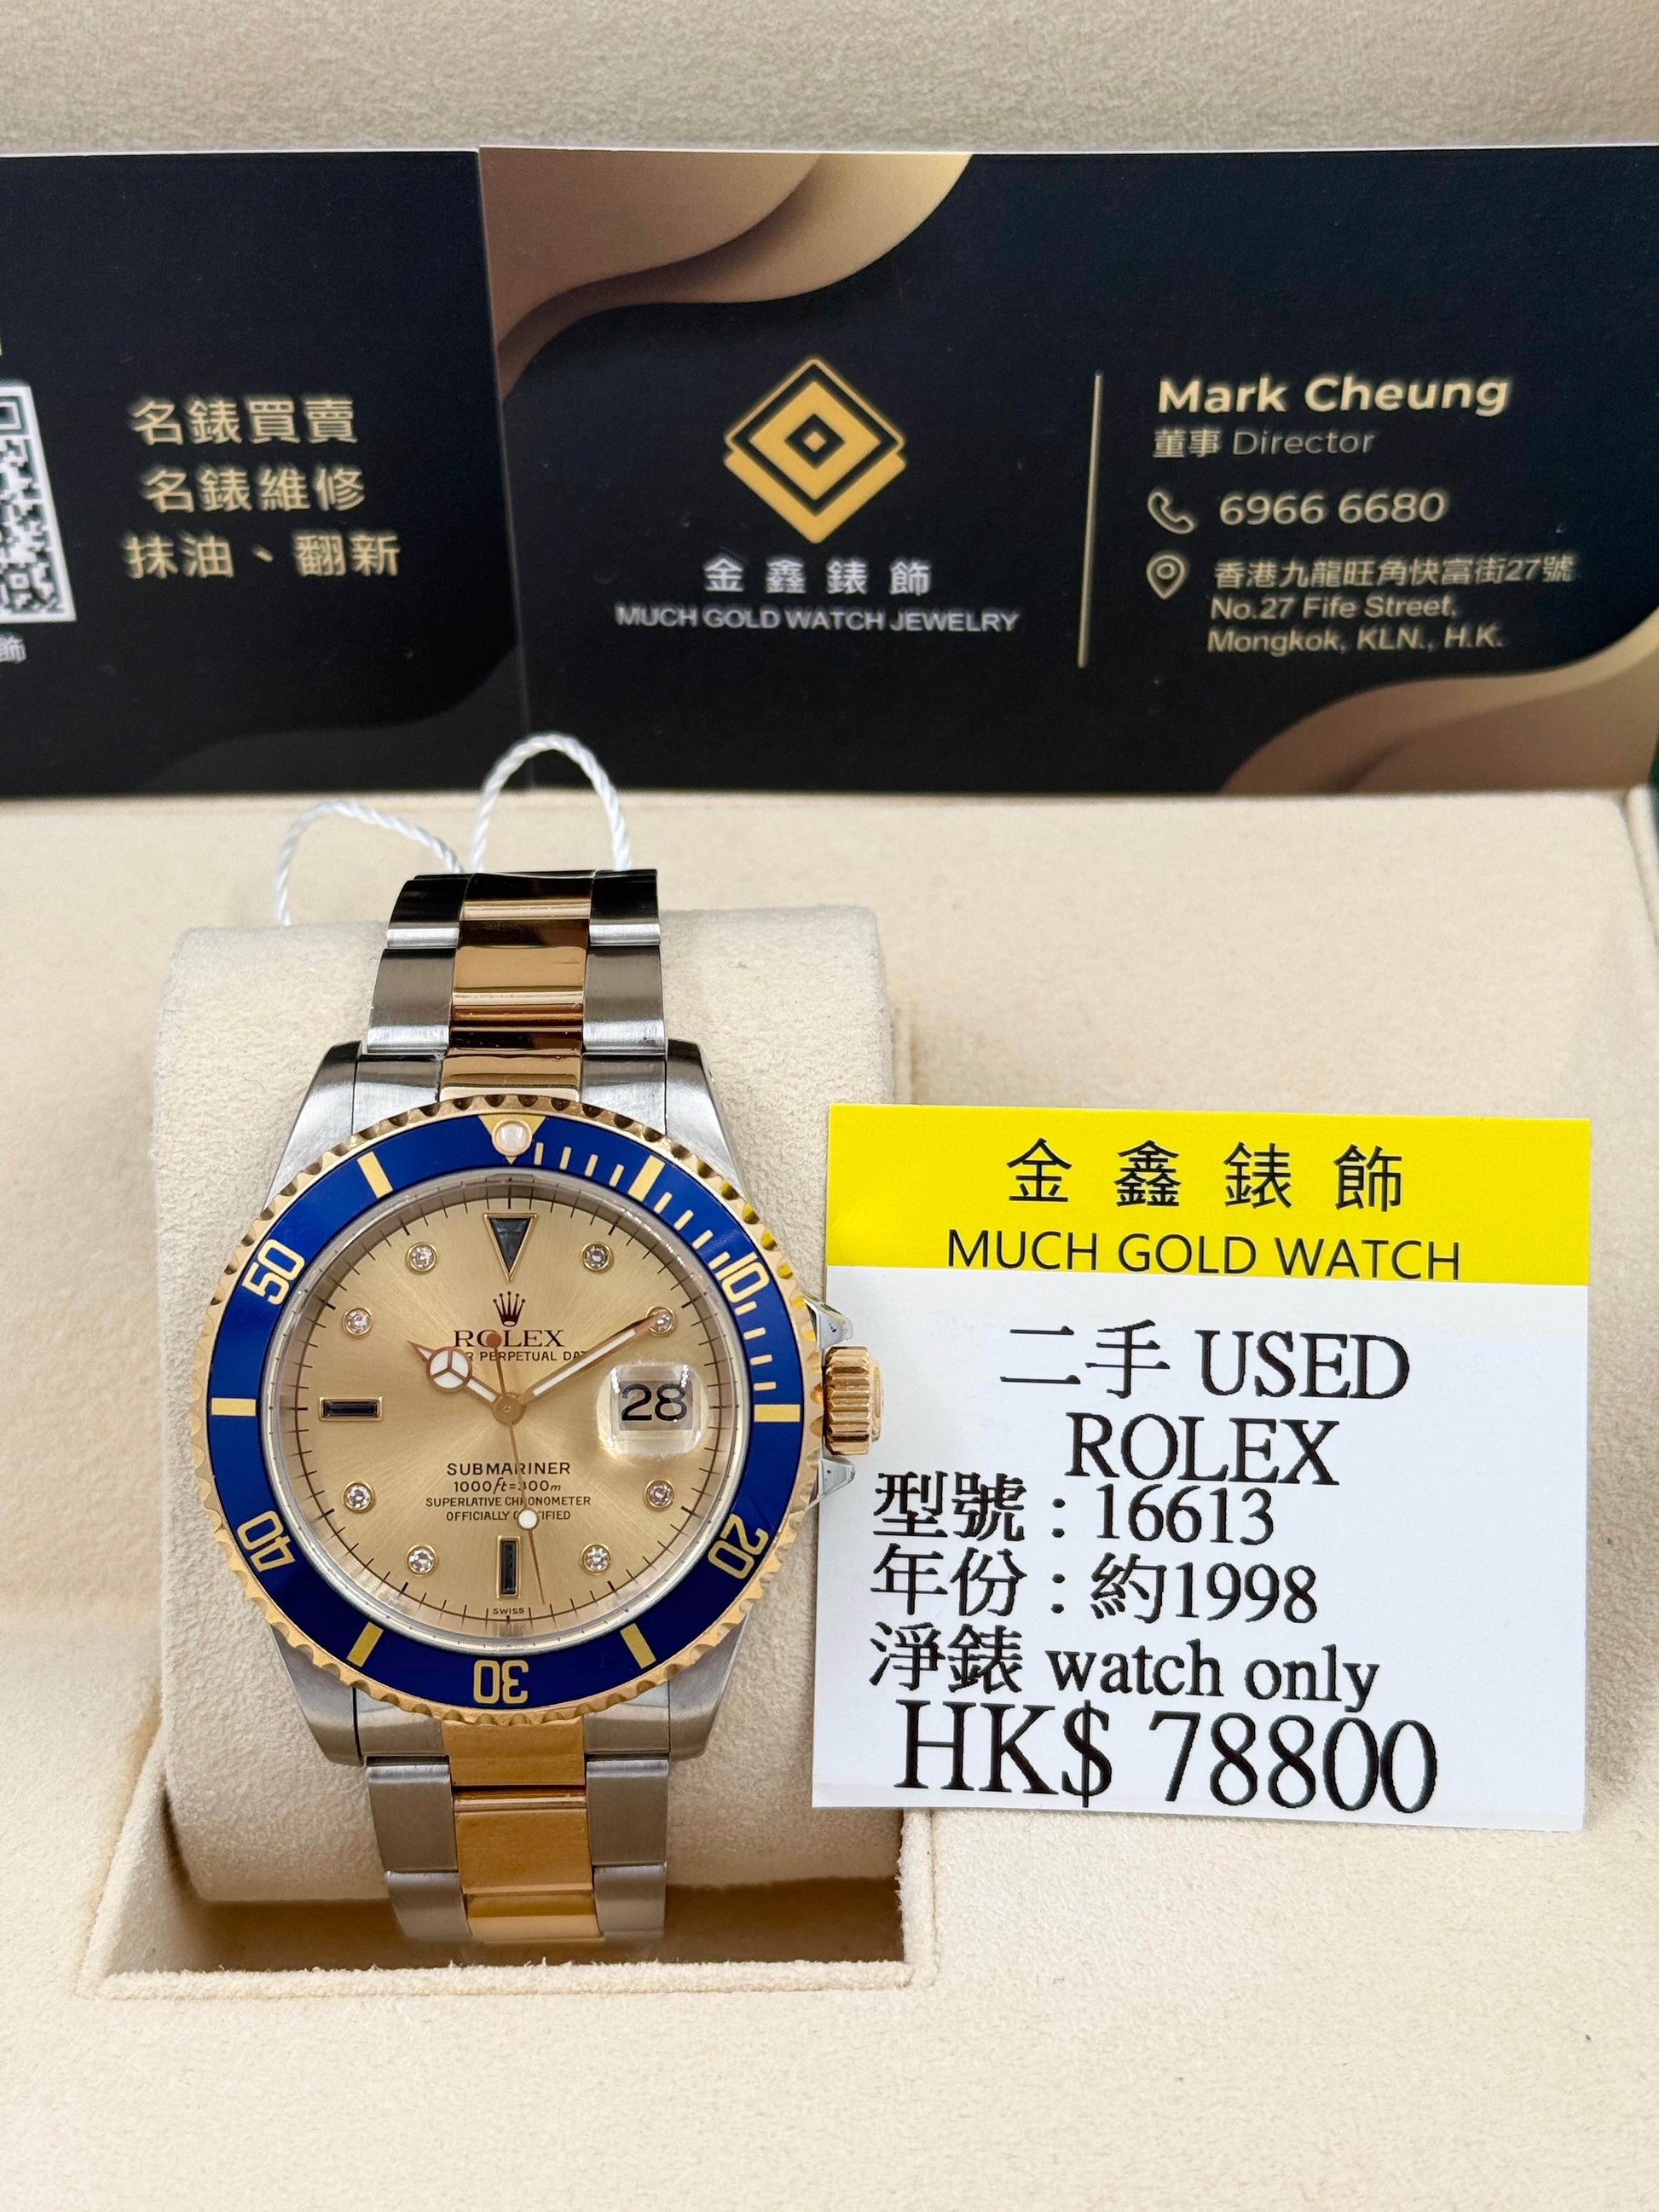 名錶買賣
名錶維修
抹油、翻新
飾
金鑫錶飾
MUCH GOLD WATCH JEWELRY
Mark Cheung
董事 Director
6966 6680
香港九龍旺角快富街27號
No.27 Fife Street,
Mongkok, KLN., H.K.
10
20
30
40
50
ROLEX
PERPETUAL
28
SUBMARINER
1000ft=300m
SUPERLATIVE CHRONOMETER
OFFICIALLY CERTIFIED
SWISS
金鑫錶飾
MUCH GOLD WATCH
二手 USED
ROLEX
型號：16613
年份：約1998
淨錶 watch only
HK$ 78800